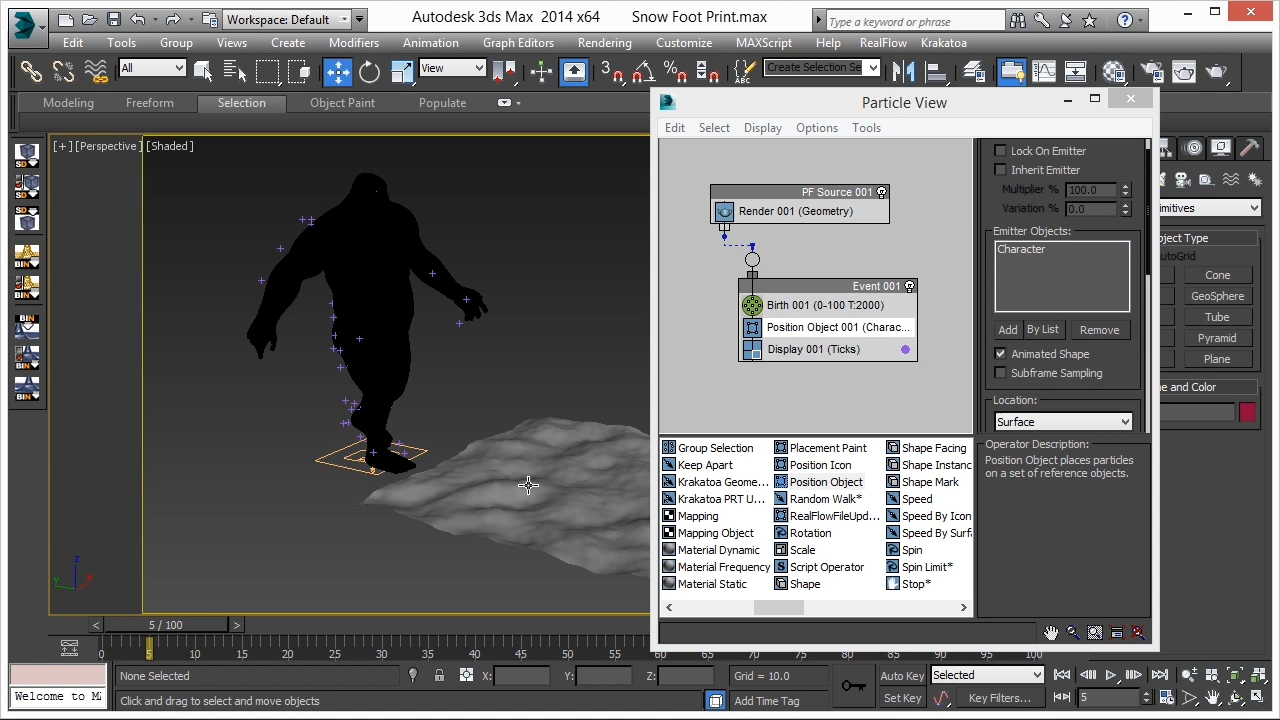 Workspace: Default
Autodesk 3ds Max 2014 x64 Snow Foot Print.max
Type a keyword or phrase
Edit Tools Group Views Create Modifiers Animation Graph Editors Rendering Customize MAXScript Help RealFlow Krakatoa
All View Create Selection Se
Modeling Freeform Selection Object Paint Populate
[+] [Perspective] [Shaded]
Particle View
Edit Select Display Options Tools
PF Source 001
Render 001 (Geometry)
Event 001
Birth 001 (0-100 T:2000)
Position Object 001 (Charac...
Display 001 (Ticks)
Lock On Emitter
Inherit Emitter
Multiplier % 100.0
Variation % 0.0
Emitter Objects:
Character
Add By List Remove
Animated Shape
Subframe Sampling
Location:
Surface
Operator Description:
Position Object places particles
on a set of reference objects.
Group Selection Placement Paint Shape Facing
Keep Apart Position Icon Shape Instanc
Krakatoa Geome... Position Object Shape Mark
Krakatoa PRT U... Random Walk* Speed
Mapping RealFlowFileUpd... Speed By Icon
Mapping Object Rotation Speed By Surf
Material Dynamic Scale Spin
Material Frequency Script Operator Spin Limit*
Material Static Shape Stop*
mitives
bject Type
utoGrid
Cone
GeoSphere
Tube
Pyramid
Plane
e and Color
SD
SD
SD
BIN
BIN
BIN
z
y
5 / 100
0 5 10 15 20 25 30 35 40 45 50 55 60 65 70 75 80 85 90 95 100
None Selected X: Y: Z: Grid = 10.0 Auto Key Selected
Welcome to MA Click and drag to select and move objects Add Time Tag Set Key Key Filters... 5